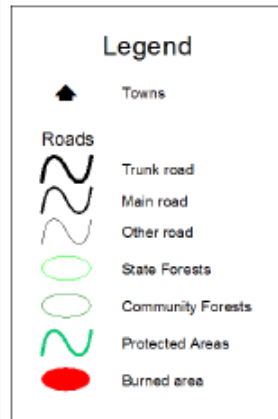 Legend
Towns
Roads
Trunk road
Main road
Other road
State Forests
Community Forests
Protected Areas
Burned area